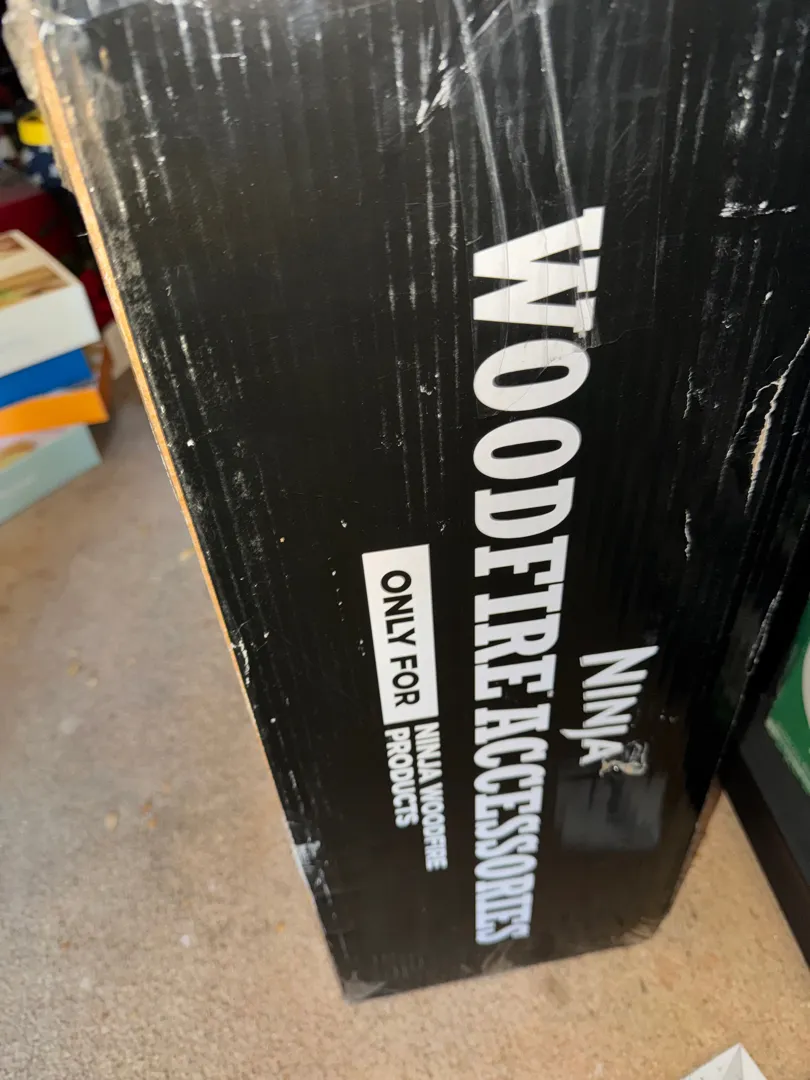 NINJA
WOODFIRE ACCESSORIES
ONLY FOR
NINJA WOODFIRE
PRODUCTS